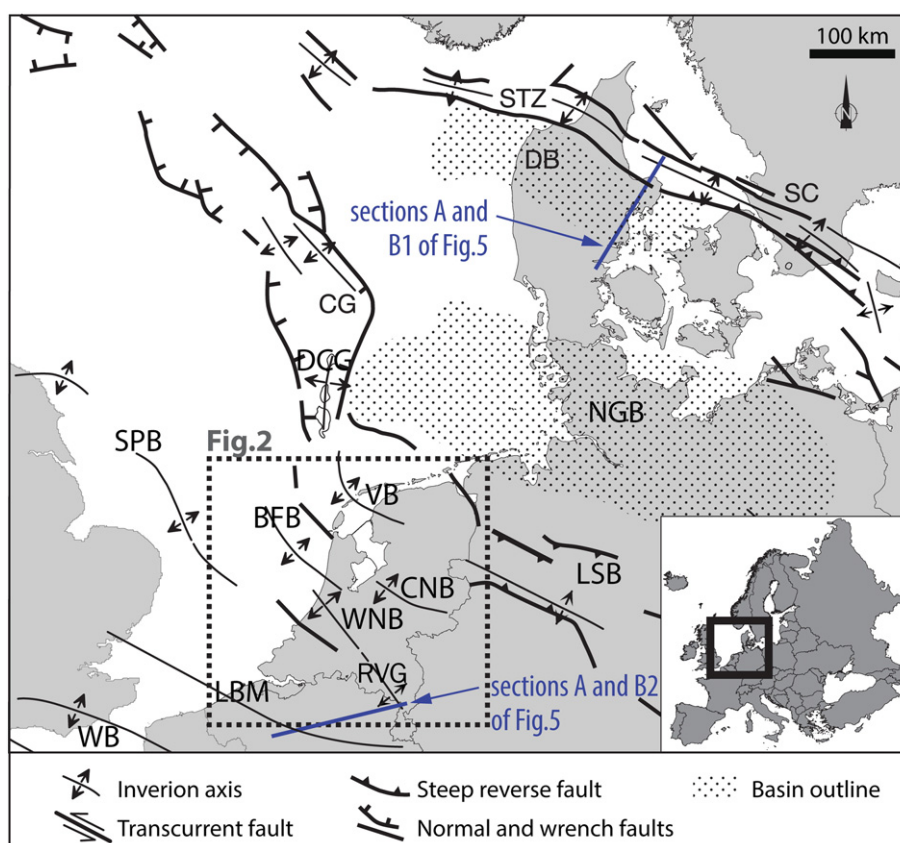 100 km
N
STZ
DB
SC
sections A and
B1 of Fig.5
CG
DCG
NGB
SPB
Fig.2
VB
BFB
LSB
CNB
WNB
RVG
LBM
sections A and B2
of Fig.5
WB
Inverion axis
Steep reverse fault
Basin outline
Transcurrent fault
Normal and wrench faults